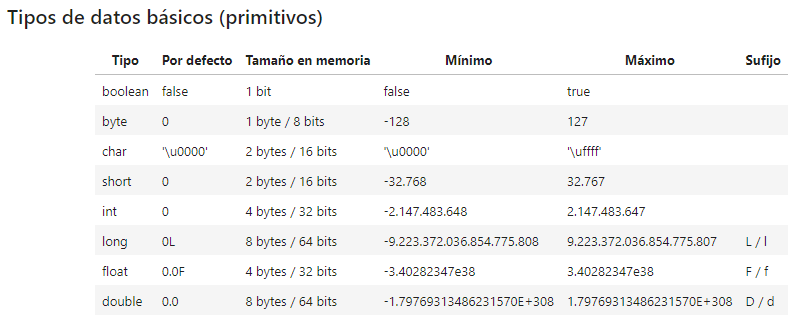 Tipos de datos básicos (primitivos)
Tipo Por defecto Tamaño en memoria Mínimo Máximo Sufijo
boolean false 1 bit false true
byte 0 1 byte / 8 bits -128 127
char '\u0000' 2 bytes / 16 bits '\u0000' '\uffff'
short 0 2 bytes / 16 bits -32.768 32.767
int 0 4 bytes / 32 bits -2.147.483.648 2.147.483.647
long 0L 8 bytes / 64 bits -9.223.372.036.854.775.808 9.223.372.036.854.775.807 L / l
float 0.0F 4 bytes / 32 bits -3.40282347e38 3.40282347e38 F / f
double 0.0 8 bytes / 64 bits -1.79769313486231570E+308 1.79769313486231570E+308 D / d